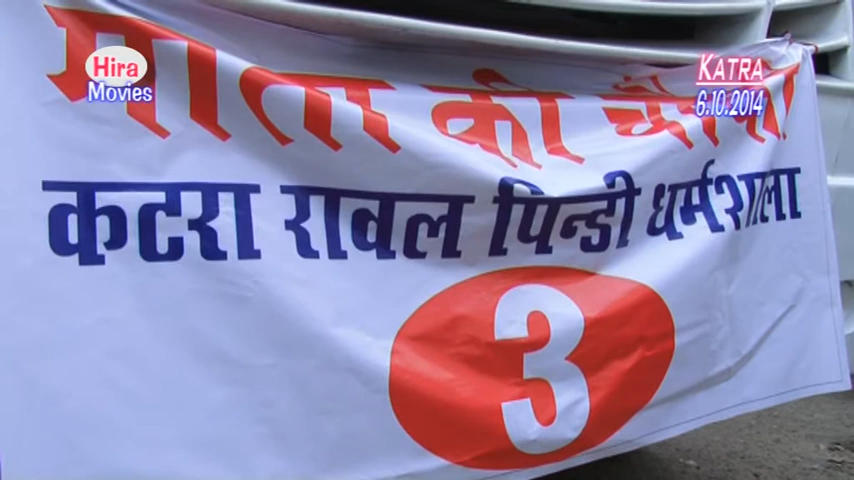 Hira
Movies
KATRA
6.10.2014
माता की
कटरा रावल पिन्डी धर्मशाला
3